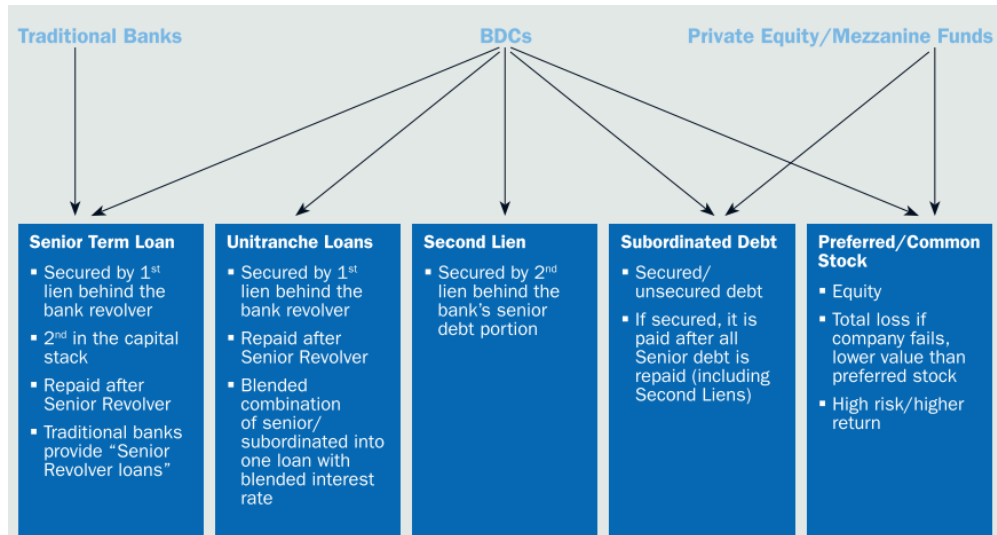 Traditional Banks
BDCs
Private Equity/Mezzanine Funds
Senior Term Loan
▪ Secured by 1st
lien behind the
bank revolver
▪ 2nd in the capital
stack
▪ Repaid after
Senior Revolver
▪ Traditional banks
provide “Senior
Revolver loans”
Unitranche Loans
▪ Secured by 1st
lien behind the
bank revolver
▪ Repaid after
Senior Revolver
▪ Blended
combination
of senior/
subordinated into
one loan with
blended interest
rate
Second Lien
▪ Secured by 2nd
lien behind the
bank’s senior
debt portion
Subordinated Debt
▪ Secured/
unsecured debt
▪ If secured, it is
paid after all
Senior debt is
repaid (including
Second Liens)
Preferred/Common
Stock
▪ Equity
▪ Total loss if
company fails,
lower value than
preferred stock
▪ High risk/higher
return